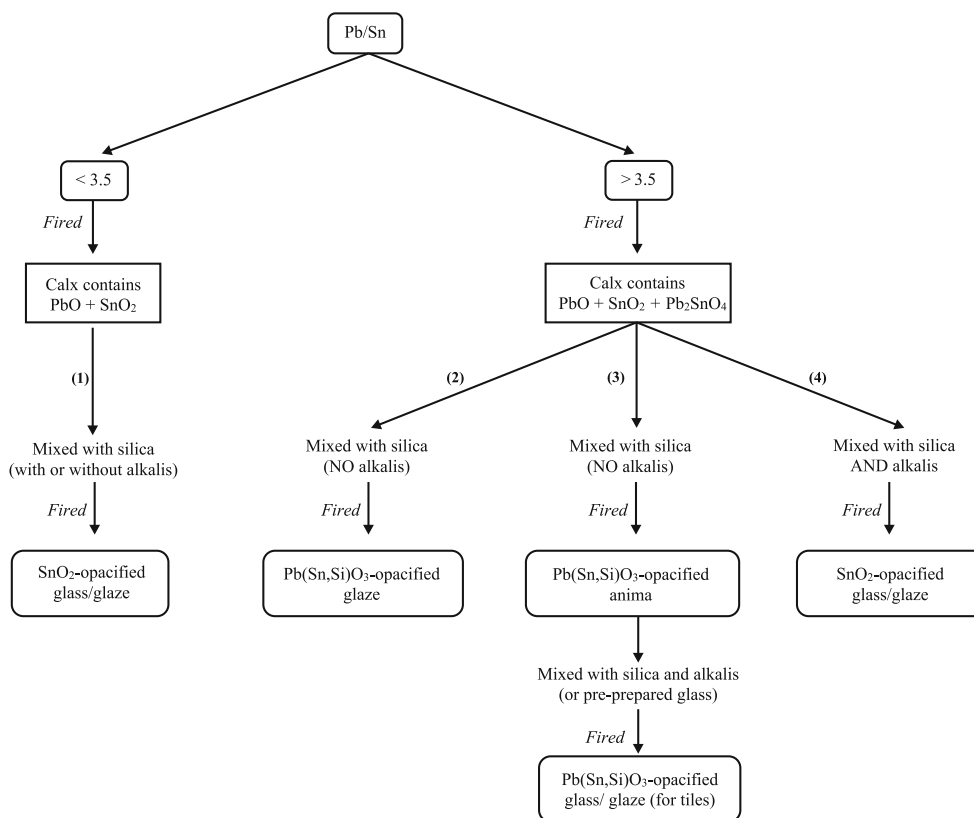 Pb/Sn
< 3.5
> 3.5
Fired
Fired
Calx contains
PbO + SnO₂
Calx contains
PbO + SnO₂ + Pb₂SnO₄
(1)
(2)
(3)
(4)
Mixed with silica
(with or without alkalis)
Mixed with silica
(NO alkalis)
Mixed with silica
(NO alkalis)
Mixed with silica
AND alkalis
Fired
Fired
Fired
Fired
SnO₂-opacified
glass/glaze
Pb(Sn,Si)O₃-opacified
glaze
Pb(Sn,Si)O₃-opacified
anima
SnO₂-opacified
glass/glaze
Mixed with silica and alkalis
(or pre-prepared glass)
Fired
Pb(Sn,Si)O₃-opacified
glass/ glaze (for tiles)